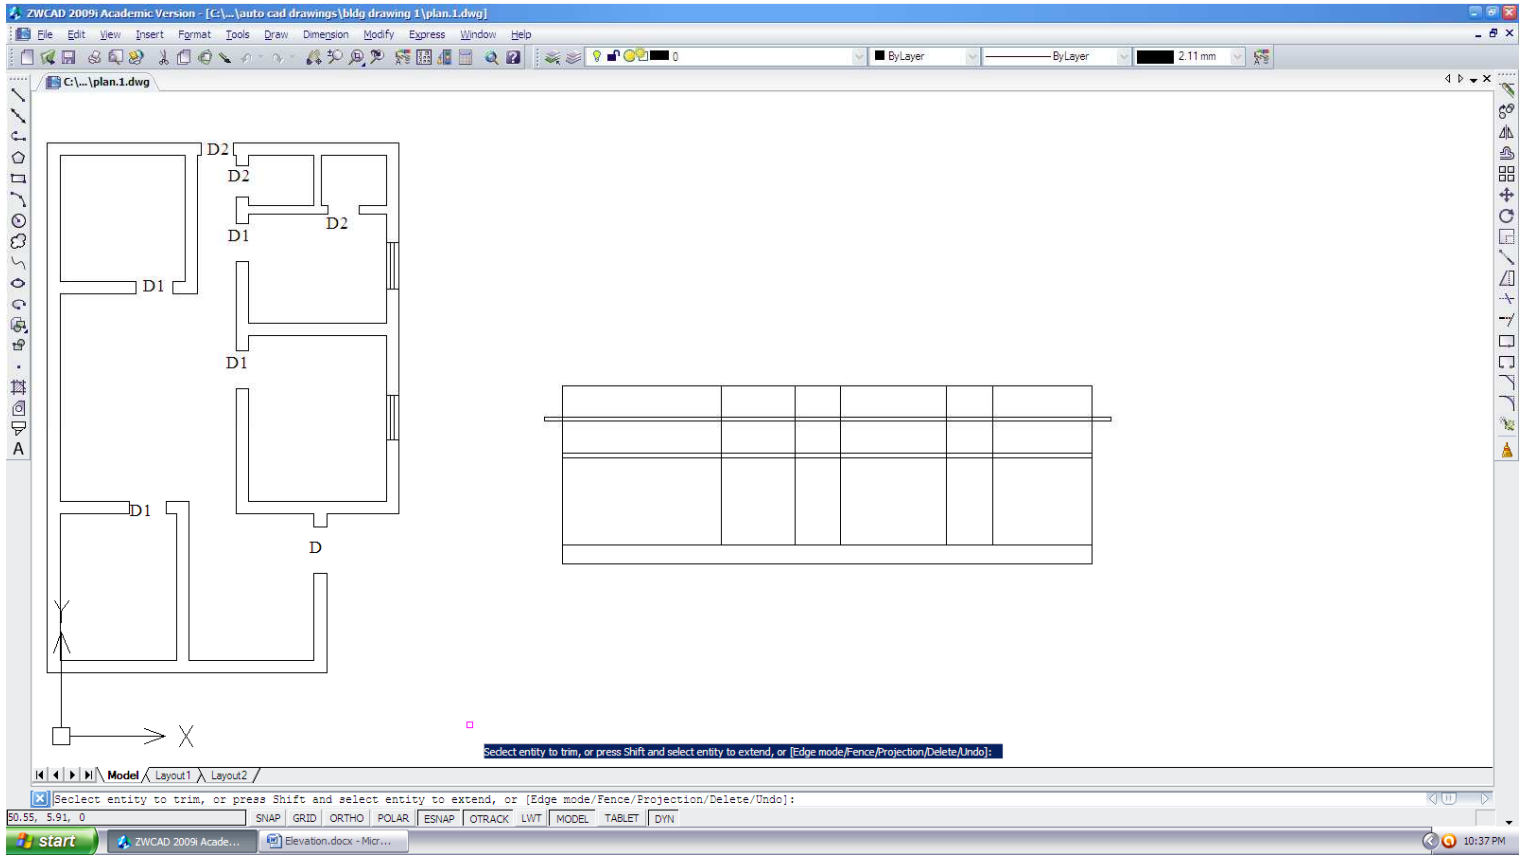 ZWCAD 2009i Academic Version - [C:\...\auto cad drawings\bldg drawing 1\plan.1.dwg]
File Edit View Insert Format Tools Draw Dimension Modify Express Window Help
0 ByLayer ByLayer 2.11 mm
C:\...\plan.1.dwg
D2
D2
D2
D1
D1
D1
D1
D
Y
X
A
Seclect entity to trim, or press Shift and select entity to extend, or [Edge mode/Fence/Projection/Delete/Undo]:
Model Layout1 Layout2
Seclect entity to trim, or press Shift and select entity to extend, or [Edge mode/Fence/Projection/Delete/Undo]:
50.55, 5.91, 0 SNAP GRID ORTHO POLAR ESNAP OTRACK LWT MODEL TABLET DYN
start ZWCAD 2009i Acade... Elevation.docx - Micr... 10:37 PM